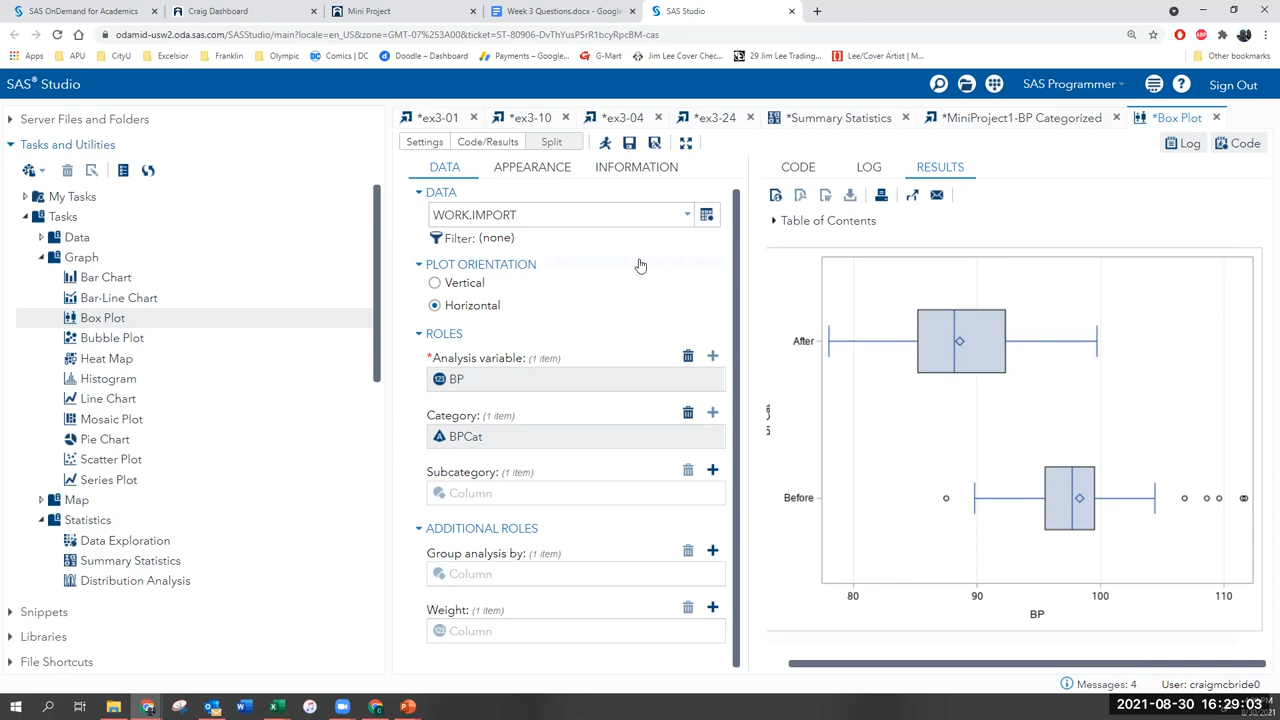 SAS OnDemand for Academics
Craig Dashboard
Mini Project
Week 3 Questions.docx - Google
SAS Studio
odamid-usw2.oda.sas.com/SASStudio/main?locale=en_US&zone=GMT-07%253A00&ticket=ST-80906-DvThYusP5rR1bcyRpcBM-cas
Apps
APU
CityU
Excelsior
Franklin
Olympic
Comics | DC
Doodle – Dashboard
Payments – Google...
G-Mart
Jim Lee Cover Chec...
29 Jim Lee Trading...
Lee/Cover Artist | M...
Other bookmarks
SAS® Studio
SAS Programmer
Sign Out
Server Files and Folders
Tasks and Utilities
My Tasks
Tasks
Data
Graph
Bar Chart
Bar-Line Chart
Box Plot
Bubble Plot
Heat Map
Histogram
Line Chart
Mosaic Plot
Pie Chart
Scatter Plot
Series Plot
Map
Statistics
Data Exploration
Summary Statistics
Distribution Analysis
Snippets
Libraries
File Shortcuts
*ex3-01
*ex3-10
*ex3-04
*ex3-24
*Summary Statistics
*MiniProject1-BP Categorized
*Box Plot
Settings
Code/Results
Split
Log
Code
DATA
APPEARANCE
INFORMATION
DATA
WORK.IMPORT
Filter: (none)
PLOT ORIENTATION
Vertical
Horizontal
ROLES
*Analysis variable: (1 item)
BP
Category: (1 item)
BPCat
Subcategory: (1 item)
Column
ADDITIONAL ROLES
Group analysis by: (1 item)
Column
Weight: (1 item)
Column
CODE
LOG
RESULTS
Table of Contents
After
Before
80
90
100
110
BP
Messages: 4
User: craigmcbride0
2021-08-30 16:29:03